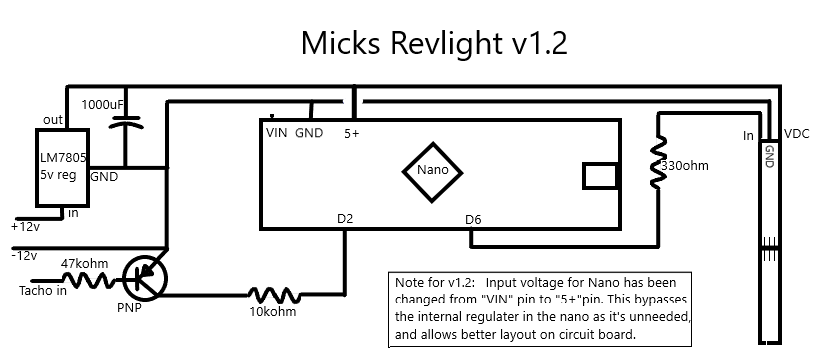 Micks Revlight v1.2
1000uF
out
LM7805
5v reg
GND
in
+12v
-12v
47kohm
Tacho in
PNP
10kohm
VIN GND 5+
Nano
D2
D6
330ohm
In
VDC
GND
Note for v1.2: Input voltage for Nano has been
changed from "VIN" pin to "5+"pin. This bypasses
the internal regulater in the nano as it's unneeded,
and allows better layout on circuit board.